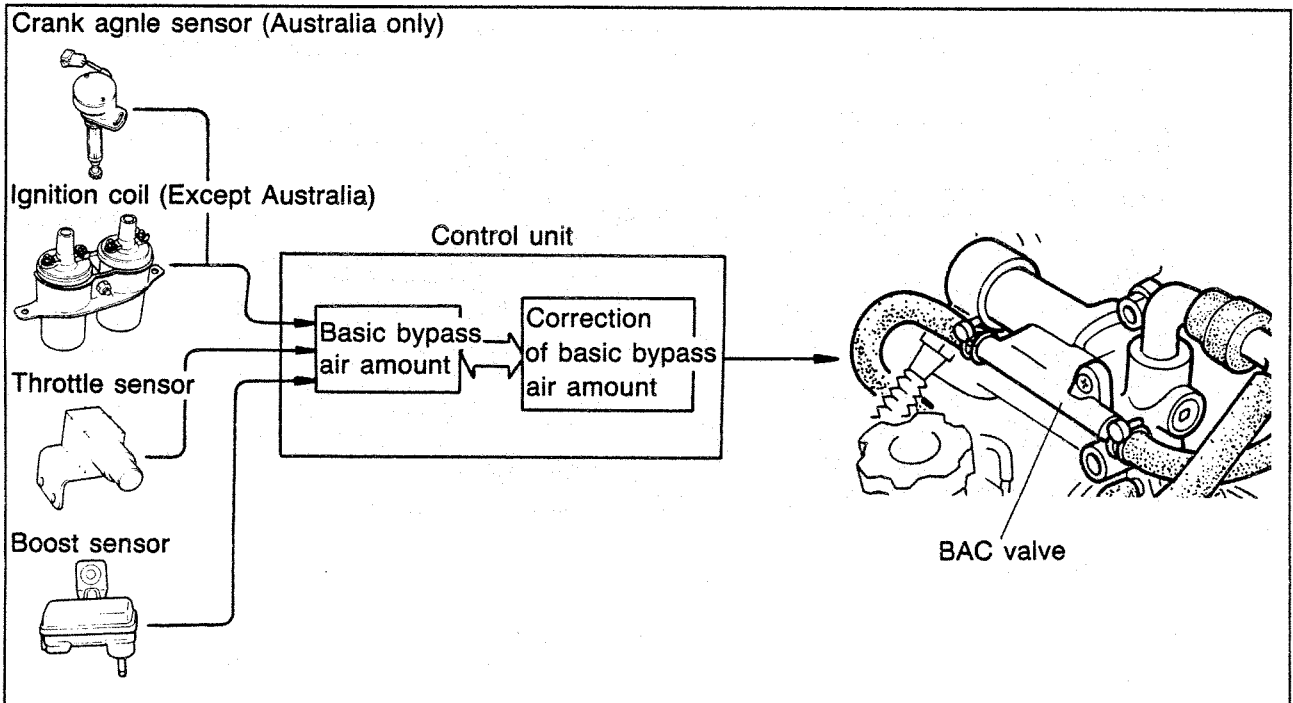 Crank agnle sensor (Australia only)
Ignition coil (Except Australia)
Control unit
Basic bypass
air amount
Correction
of basic bypass
air amount
Throttle sensor
Boost sensor
BAC valve